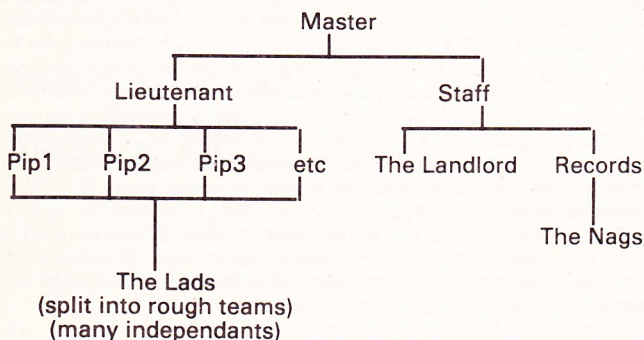 Master
Lieutenant Staff
Pip1 Pip2 Pip3 etc The Landlord Records
The Nags
The Lads
(split into rough teams)
(many independants)